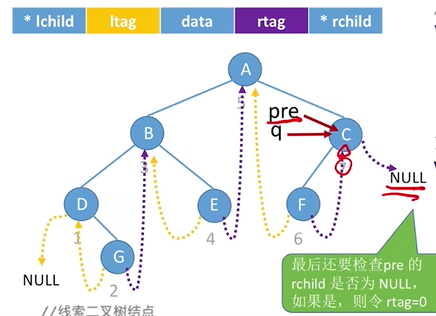 * lchild ltag data rtag * rchild
A
5
pre
B
q
C
3
7
NULL
D
E
F
1
4
6
G
NULL
2
最后还要检查pre 的
rchild 是否为 NULL，
如果是，则令 rtag=0
//线索二叉树结点